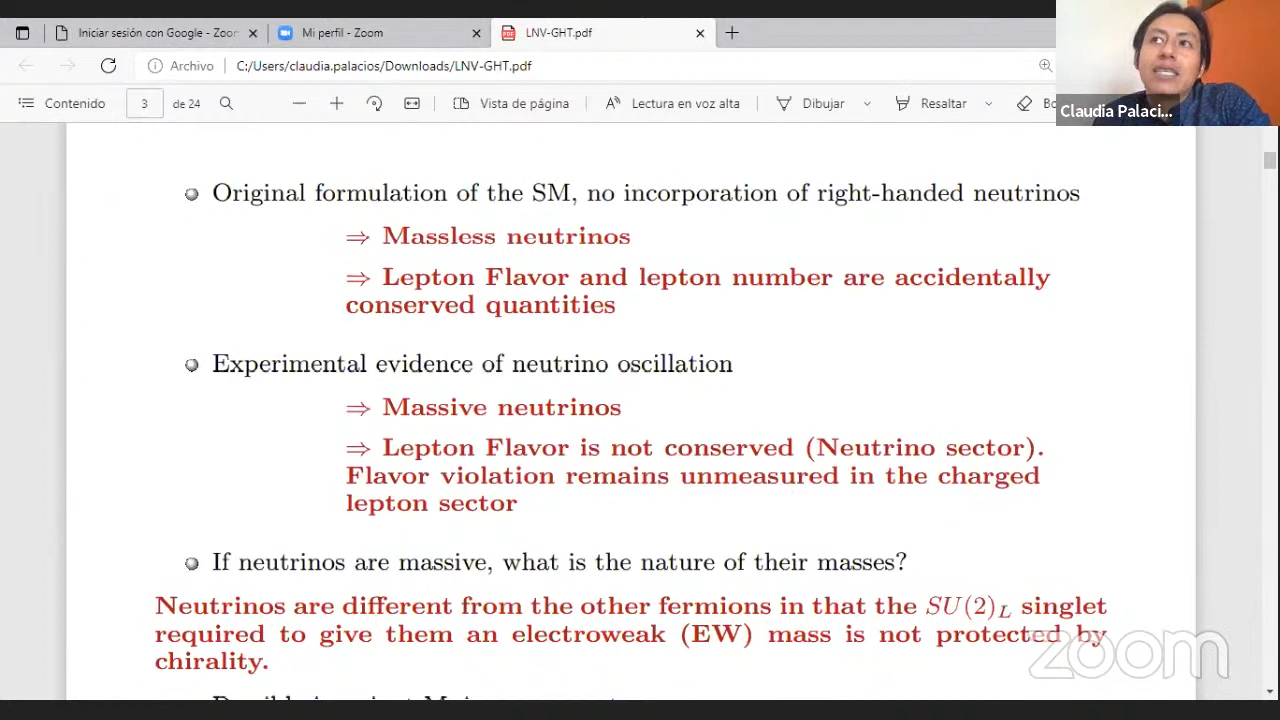 Iniciar sesión con Google - Zoom
Mi perfil - Zoom
LNV-GHT.pdf
Archivo
C:/Users/claudia.palacios/Downloads/LNV-GHT.pdf
Contenido
3
de 24
Vista de página
Lectura en voz alta
Dibujar
Resaltar
Claudia Palaci...
Original formulation of the SM, no incorporation of right-handed neutrinos
⇒ Massless neutrinos
⇒ Lepton Flavor and lepton number are accidentally
conserved quantities
Experimental evidence of neutrino oscillation
⇒ Massive neutrinos
⇒ Lepton Flavor is not conserved (Neutrino sector).
Flavor violation remains unmeasured in the charged
lepton sector
If neutrinos are massive, what is the nature of their masses?
Neutrinos are different from the other fermions in that the SU(2)_L singlet
required to give them an electroweak (EW) mass is not protected by
chirality.
zoom